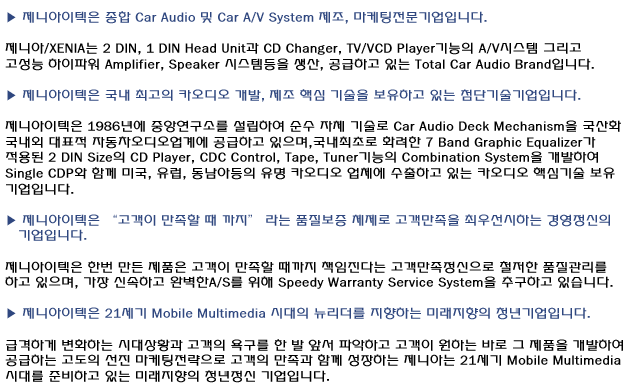 ▶ 제니아이텍은 종합 Car Audio 및 Car A/V System 제조, 마케팅전문기업입니다.
제니아/XENIA는 2 DIN, 1 DIN Head Unit과 CD Changer, TV/VCD Player기능의 A/V시스템 그리고
고성능 하이파워 Amplifier, Speaker 시스템등을 생산, 공급하고 있는 Total Car Audio Brand입니다.
▶ 제니아이텍은 국내 최고의 카오디오 개발, 제조 핵심 기술을 보유하고 있는 첨단기술기업입니다.
제니아이텍은 1986년에 중앙연구소를 설립하여 순수 자체 기술로 Car Audio Deck Mechanism을 국산화
국내외 대표적 자동차오디오업계에 공급하고 있으며,국내최초로 화려한 7 Band Graphic Equalizer가
적용된 2 DIN Size의 CD Player, CDC Control, Tape, Tuner기능의 Combination System을 개발하여
Single CDP와 함께 미국, 유럽, 동남아등의 유명 카오디오 업체에 수출하고 있는 카오디오 핵심기술 보유
기업입니다.
▶ 제니아이텍은 “고객이 만족할 때 까지” 라는 품질보증 체제로 고객만족을 최우선시하는 경영정신의
기업입니다.
제니아이텍은 한번 만든 제품은 고객이 만족할 때까지 책임진다는 고객만족정신으로 철저한 품질관리를
하고 있으며, 가장 신속하고 완벽한A/S를 위해 Speedy Warranty Service System을 추구하고 있습니다.
▶ 제니아이텍은 21세기 Mobile Multimedia 시대의 뉴리더를 지향하는 미래지향의 청년기업입니다.
급격하게 변화하는 시대상황과 고객의 욕구를 한 발 앞서 파악하고 고객이 원하는 바로 그 제품을 개발하여
공급하는 고도의 선진 마케팅전략으로 고객의 만족과 함께 성장하는 제니아는 21세기 Mobile Multimedia
시대를 준비하고 있는 미래지향의 청년정신 기업입니다.